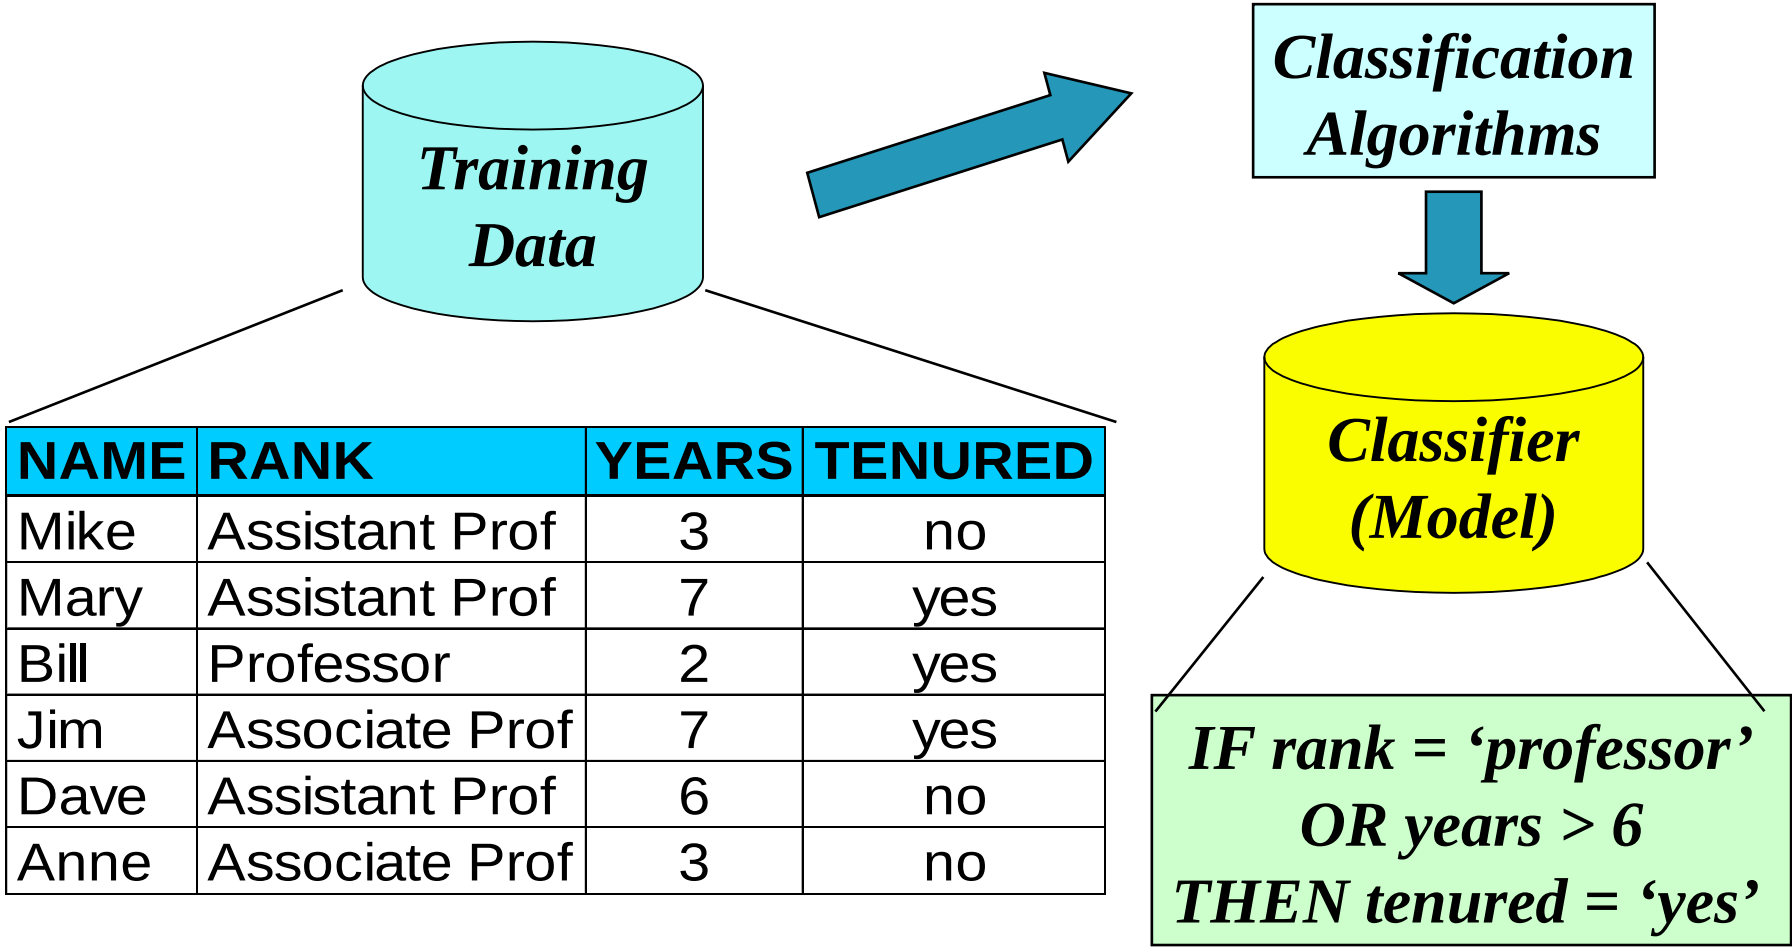 Training
Data
Classification
Algorithms
Classifier
(Model)
NAME RANK YEARS TENURED
Mike Assistant Prof 3 no
Mary Assistant Prof 7 yes
Bill Professor 2 yes
Jim Associate Prof 7 yes
Dave Assistant Prof 6 no
Anne Associate Prof 3 no
IF rank = ‘professor’
OR years > 6
THEN tenured = ‘yes’